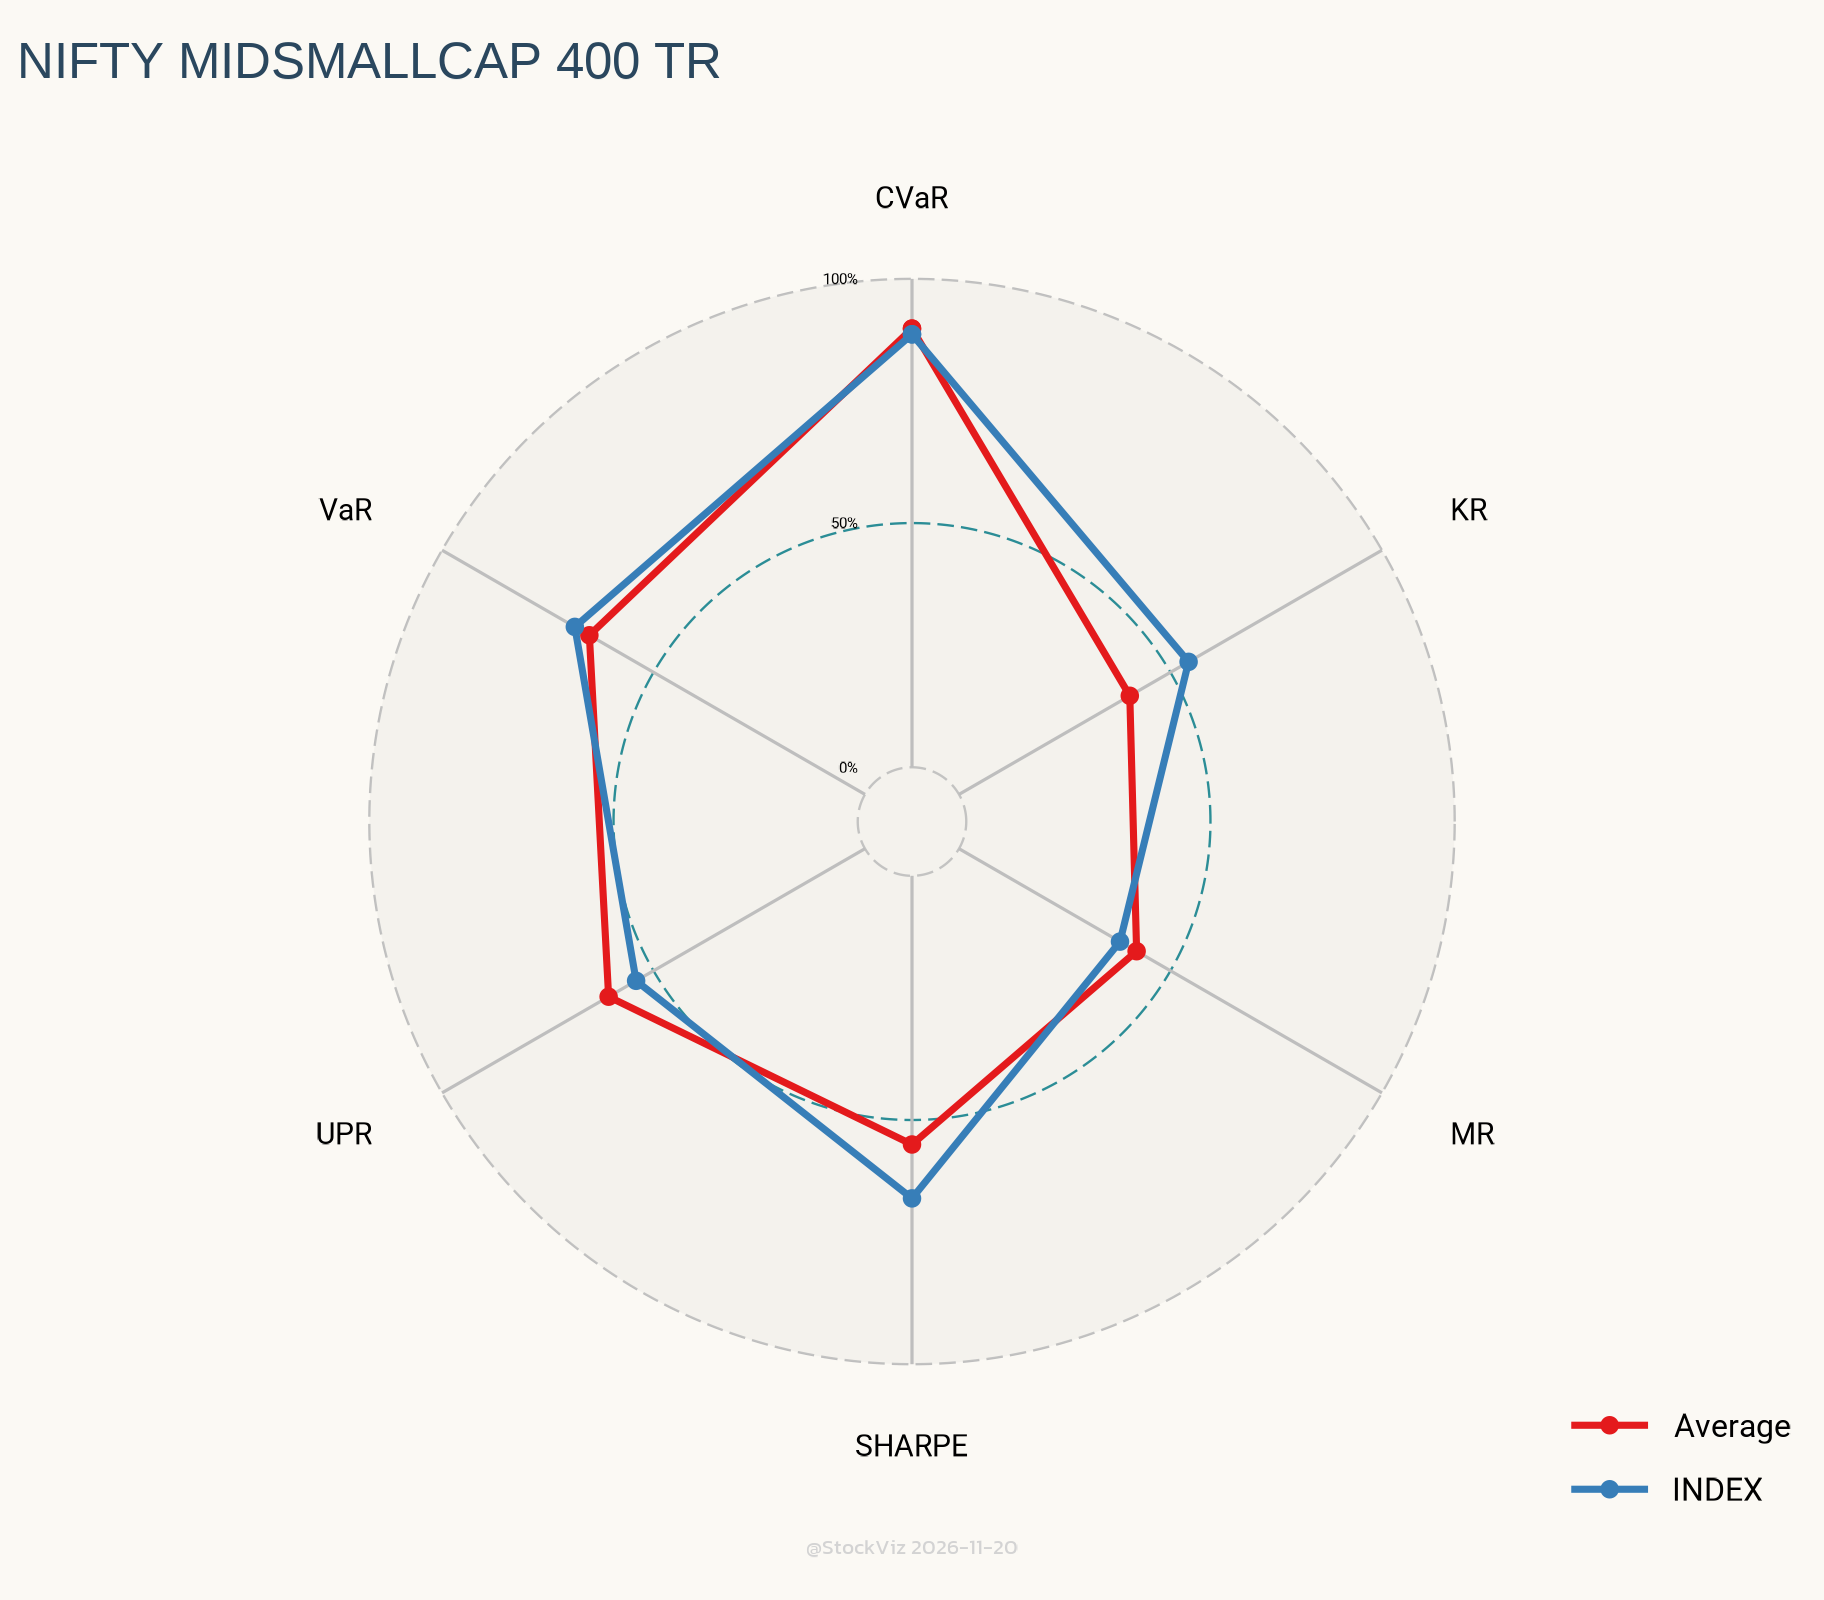 NIFTY MIDSMALLCAP 400 TR
CVaR
100%
VaR
KR
50%
0%
UPR
MR
SHARPE
Average
INDEX
@StockViz 2026-11-20